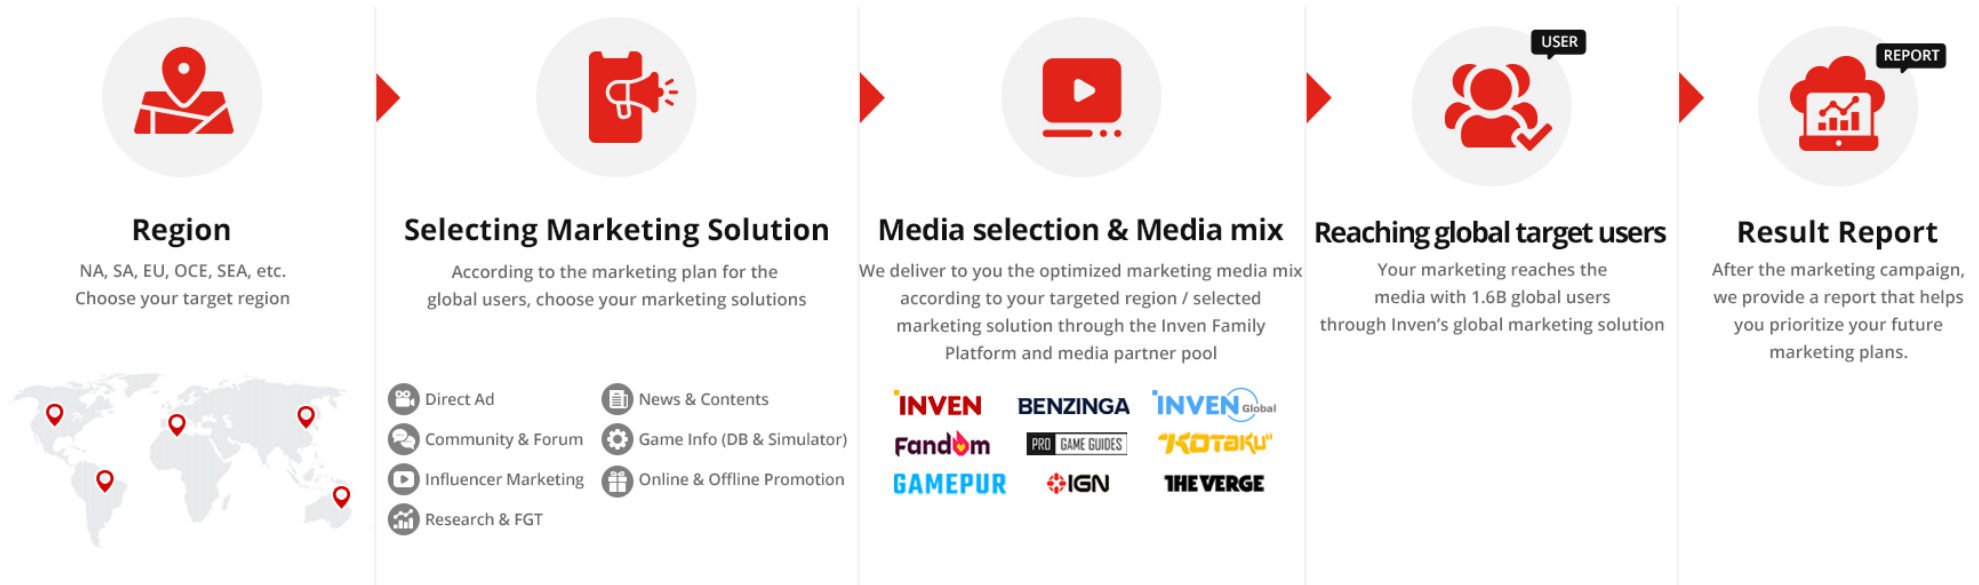 Region
NA, SA, EU, OCE, SEA, etc.
Choose your target region
Selecting Marketing Solution
According to the marketing plan for the
global users, choose your marketing solutions
Direct Ad
Community & Forum
Influencer Marketing
Research & FGT
News & Contents
Game Info (DB & Simulator)
Online & Offline Promotion
Media selection & Media mix
We deliver to you the optimized marketing media mix
according to your targeted region / selected
marketing solution through the Inven Family
Platform and media partner pool
INVEN
BENZINGA
INVEN Global
Fandom
PRO GAME GUIDES
"KOTAKU"
GAMEPUR
IGN
THE VERGE
USER
Reaching global target users
Your marketing reaches the
media with 1.6B global users
through Inven's global marketing solution
REPORT
Result Report
After the marketing campaign,
we provide a report that helps
you prioritize your future
marketing plans.